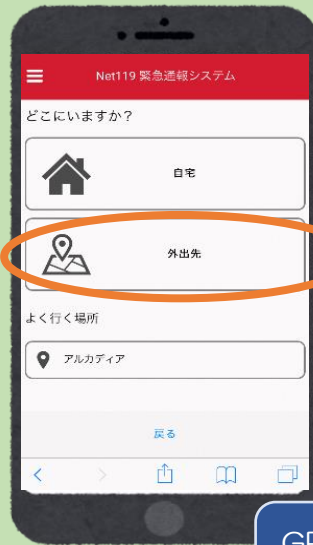 Net119 緊急通報システム
どこにいますか？
自宅
外出先
よく行く場所
アルカディア
戻る